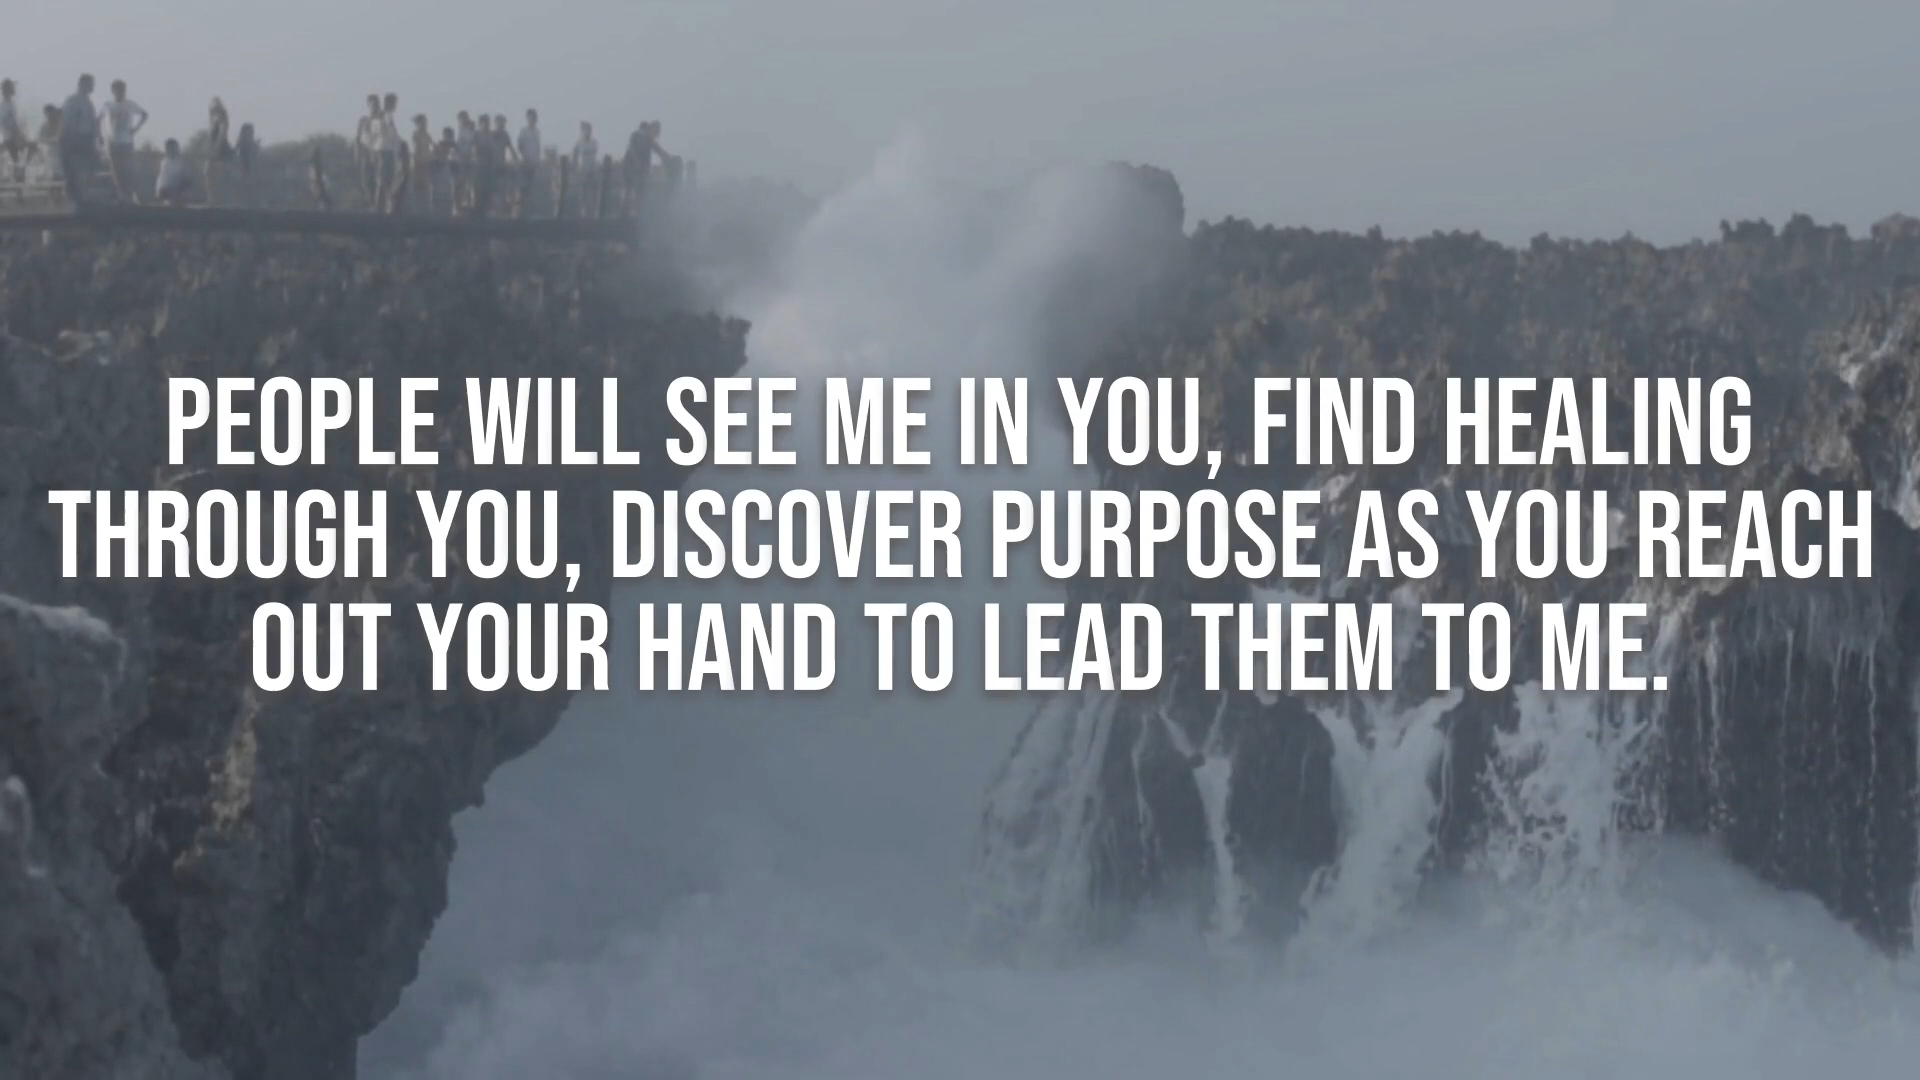 PEOPLE WILL SEE ME IN YOU, FIND HEALING
THROUGH YOU, DISCOVER PURPOSE AS YOU REACH
OUT YOUR HAND TO LEAD THEM TO ME.